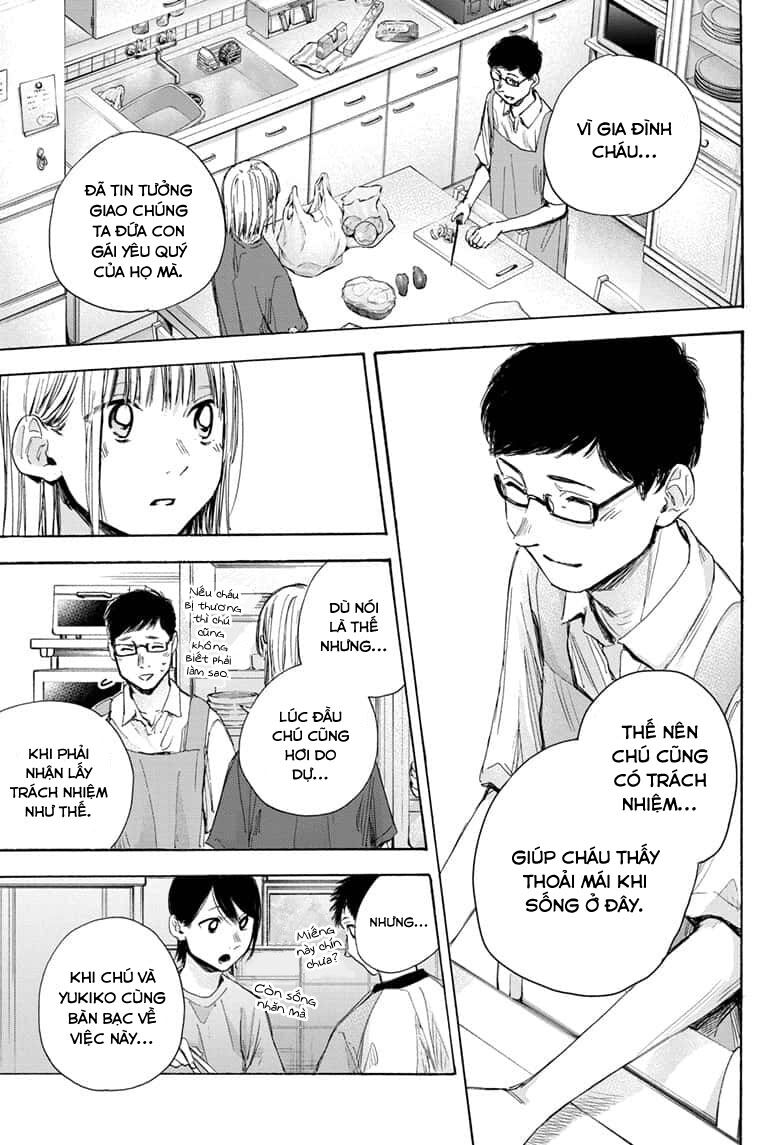 VÌ GIA ĐÌNH
CHÁU...
ĐÃ TIN TƯỞNG
GIAO CHÚNG
TA ĐỨA CON
GÁI YÊU QUÝ
CỦA HỌ MÀ.
THẾ NÊN
CHÚ CŨNG
CÓ TRÁCH
NHIỆM...
GIÚP CHÁU THẤY
THOẢI MÁI KHI
SỐNG Ở ĐÂY.
DÙ NÓI
LÀ THẾ
NHƯNG...
LÚC ĐẦU
CHÚ CŨNG
HƠI DO
DỰ...
Nếu cháu
bị thương
thì chú
cũng
không
biết phải
làm sao.
KHI PHẢI
NHẬN LẤY
TRÁCH NHIỆM
NHƯ THẾ.
NHƯNG...
Miếng
này chín
chưa?
Còn sống
nhăn mà.
KHI CHÚ VÀ
YUKIKO CÙNG
BÀN BẠC VỀ
VIỆC NÀY...